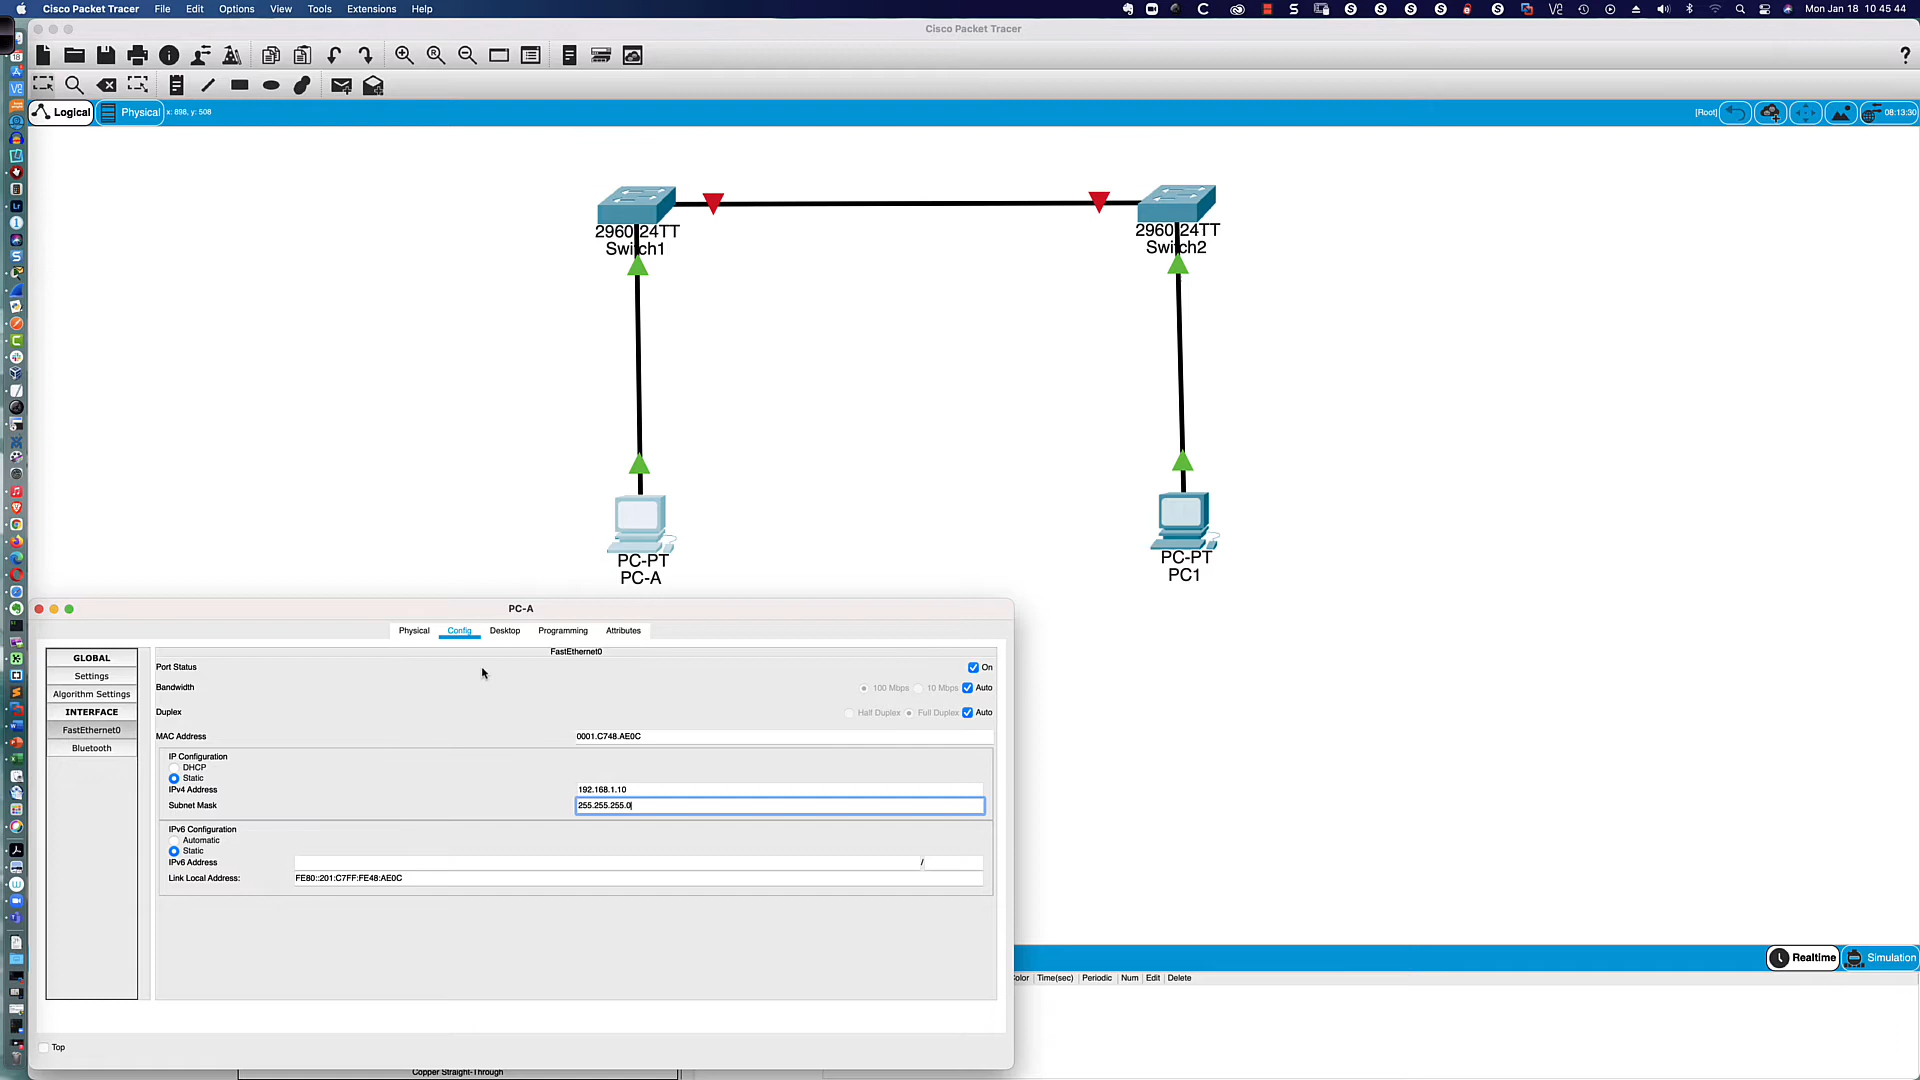 Cisco Packet Tracer File Edit Options View Tools Extensions Help Mon Jan 18 10 45 44
Cisco Packet Tracer
Logical Physical x: 898, y: 508 [Root] 08:13:30
2960-24TT
Switch1
2960-24TT
Switch2
PC-PT
PC-A
PC-PT
PC1
PC-A
Physical Config Desktop Programming Attributes
GLOBAL
Settings
Algorithm Settings
INTERFACE
FastEthernet0
Bluetooth
FastEthernet0
Port Status On
Bandwidth 100 Mbps 10 Mbps Auto
Duplex Half Duplex Full Duplex Auto
MAC Address 0001.C748.AE0C
IP Configuration
DHCP
Static
IPv4 Address 192.168.1.10
Subnet Mask 255.255.255.0
IPv6 Configuration
Automatic
Static
IPv6 Address /
Link Local Address: FE80::201:C7FF:FE48:AE0C
Top
Realtime Simulation
Color Time(sec) Periodic Num Edit Delete
Copper Straight-Through